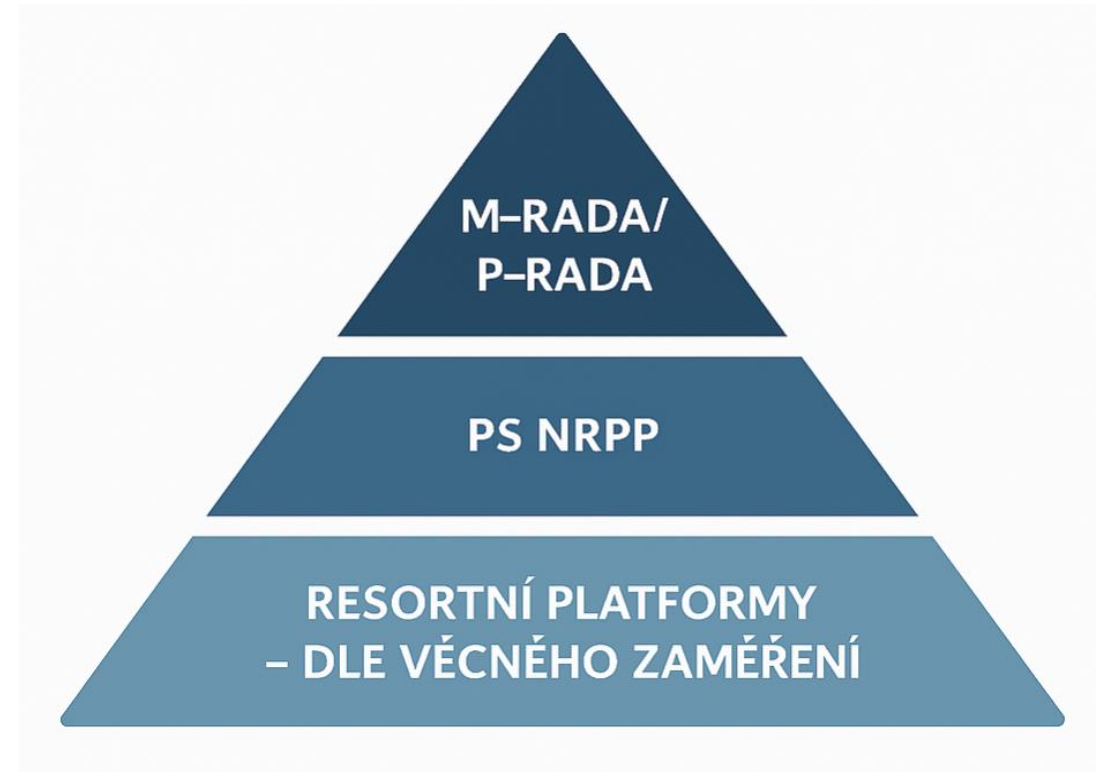 M–RADA/
P–RADA
PS NRPP
RESORTNÍ PLATFORMY
– DLE VĚCNÉHO ZAMĚŘENÍ